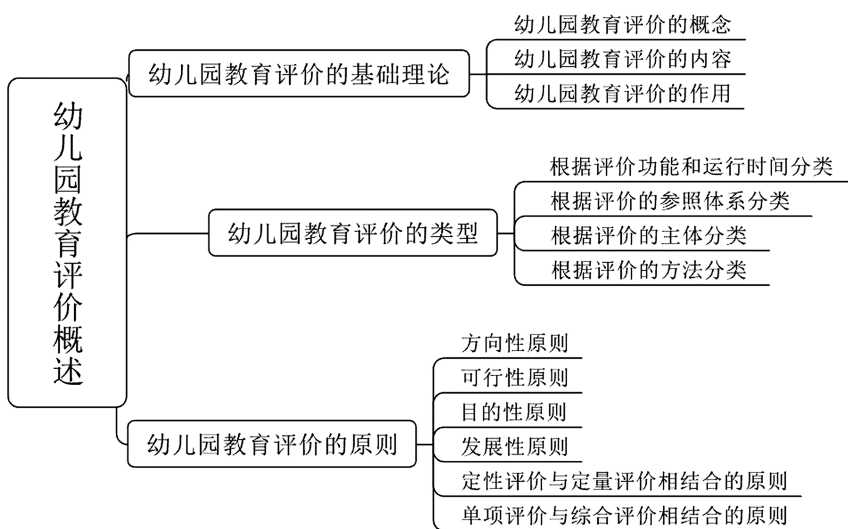 幼儿园教育评价概述
幼儿园教育评价的基础理论
幼儿园教育评价的概念
幼儿园教育评价的内容
幼儿园教育评价的作用
幼儿园教育评价的类型
根据评价功能和运行时间分类
根据评价的参照体系分类
根据评价的主体分类
根据评价的方法分类
幼儿园教育评价的原则
方向性原则
可行性原则
目的性原则
发展性原则
定性评价与定量评价相结合的原则
单项评价与综合评价相结合的原则